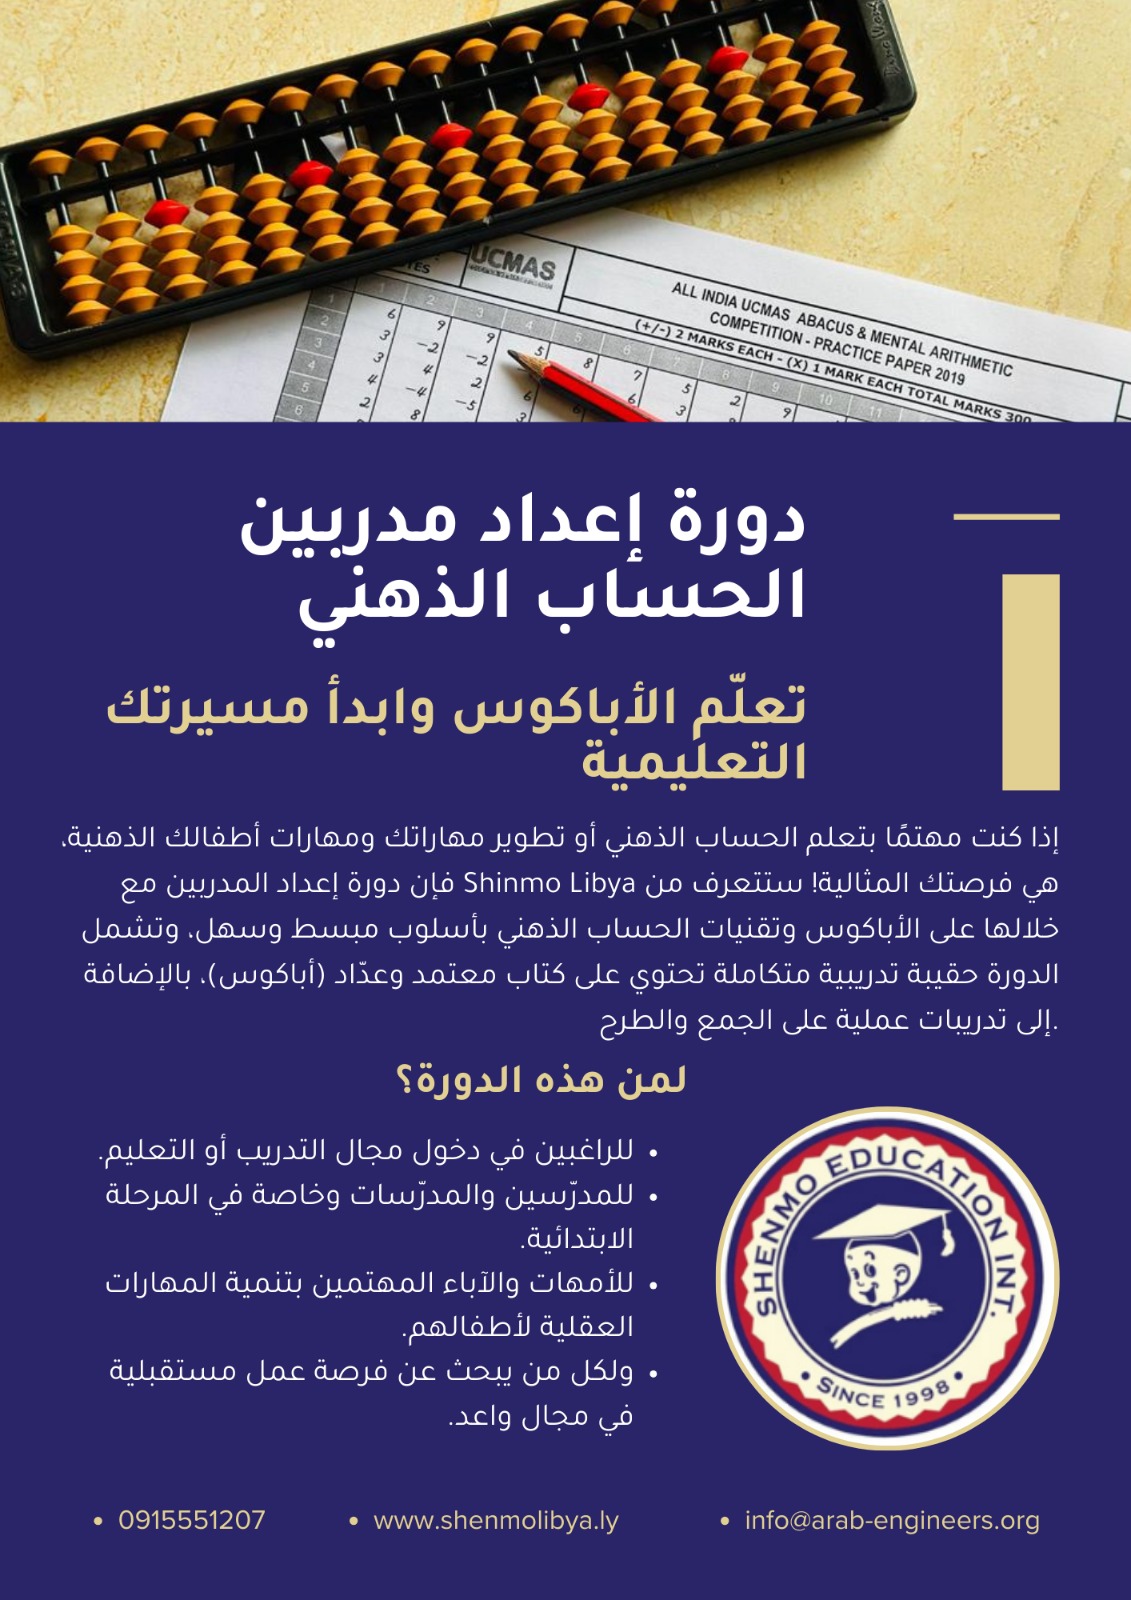 UCMAS
ALL INDIA UCMAS ABACUS & MENTAL ARITHMETIC
COMPETITION - PRACTICE PAPER 2019
(+/-) 2 MARKS EACH - (X) 1 MARK EACH TOTAL MARKS 300
دورة إعداد مدربين
الحساب الذهني
تعلّم الأباكوس وابدأ مسيرتك
التعليمية
إذا كنت مهتمًا بتعلم الحساب الذهني أو تطوير مهاراتك ومهارات أطفالك الذهنية،
هي فرصتك المثالية! ستتعرف من Shinmo Libya فإن دورة إعداد المدربين مع
خلالها على الأباكوس وتقنيات الحساب الذهني بأسلوب مبسط وسهل، وتشمل
الدورة حقيبة تدريبية متكاملة تحتوي على كتاب معتمد وعدّاد (أباكوس)، بالإضافة
.إلى تدريبات عملية على الجمع والطرح
لمن هذه الدورة؟
• للراغبين في دخول مجال التدريب أو التعليم.
• للمدرّسين والمدرّسات وخاصة في المرحلة
الابتدائية.
• للأمهات والآباء المهتمين بتنمية المهارات
العقلية لأطفالهم.
• ولكل من يبحث عن فرصة عمل مستقبلية
في مجال واعد.
SHENMO EDUCATION INT.
• SINCE 1998 •
• 0915551207
• www.shenmolibya.ly
• info@arab-engineers.org